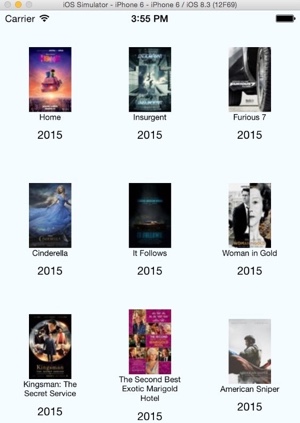 iOS Simulator - iPhone 6 - iPhone 6 / iOS 8.3 (12F69)
Carrier 3:55 PM
Home Insurgent Furious 7
2015 2015 2015
Cinderella It Follows Woman in Gold
2015 2015 2015
Kingsman: The
Secret Service
2015
The Second Best
Exotic Marigold
Hotel
2015
American Sniper
2015